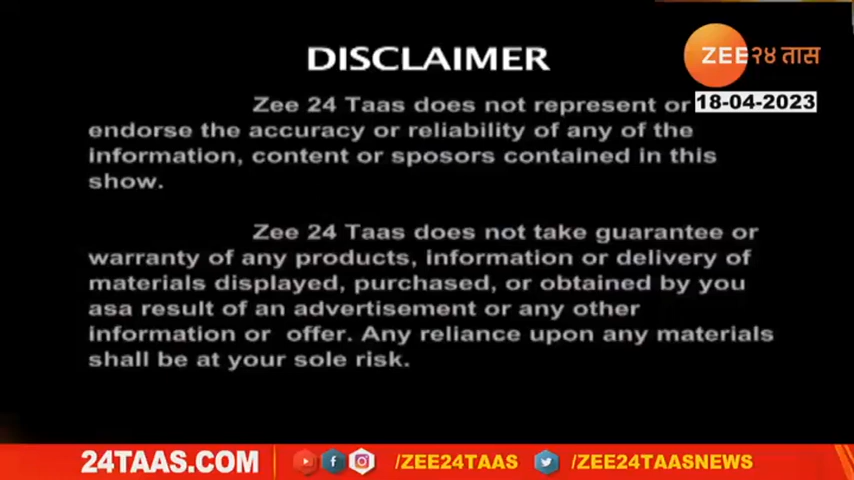 DISCLAIMER
ZEE २४ तास
18-04-2023
Zee 24 Taas does not represent or
endorse the accuracy or reliability of any of the
information, content or sposors contained in this
show.
Zee 24 Taas does not take guarantee or
warranty of any products, information or delivery of
materials displayed, purchased, or obtained by you
asa result of an advertisement or any other
information or offer. Any reliance upon any materials
shall be at your sole risk.
24TAAS.COM /ZEE24TAAS /ZEE24TAASNEWS